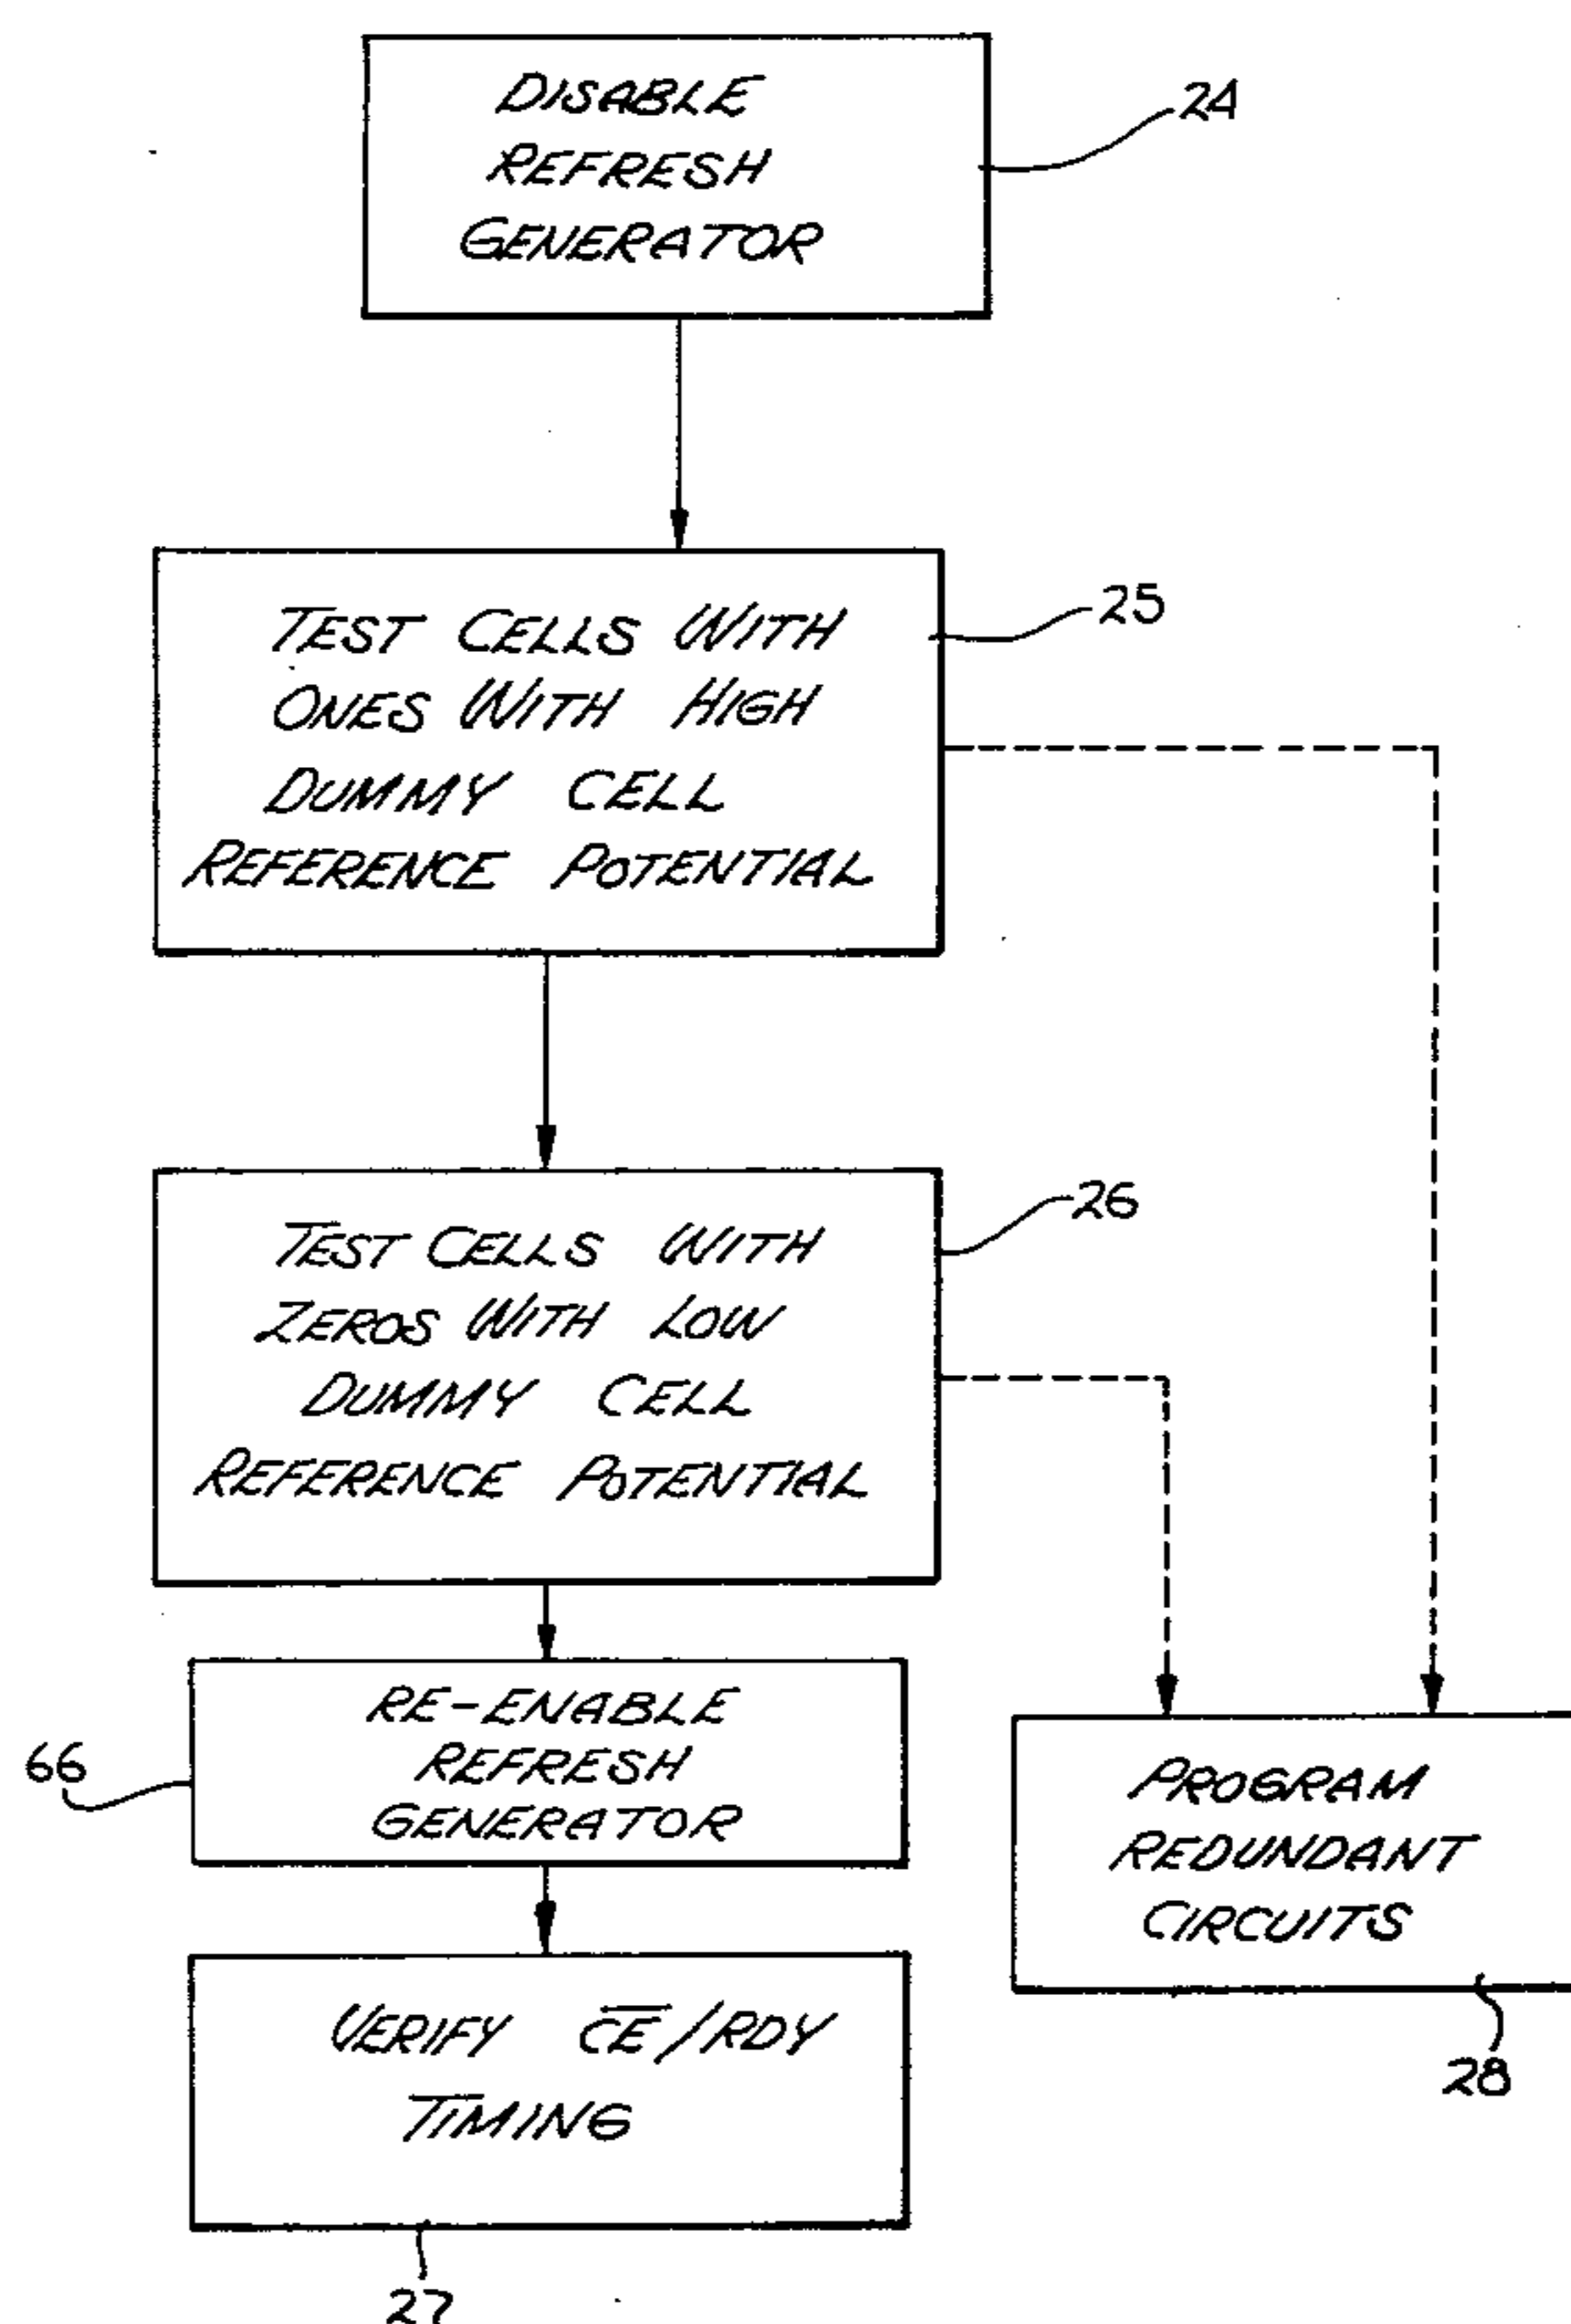 DISABLE
REFRESH
GENERATOR
24
TEST CELLS WITH
ONES WITH HIGH
DUMMY CELL
REFERENCE POTENTIAL
25
TEST CELLS WITH
ZEROS WITH LOW
DUMMY CELL
REFERENCE POTENTIAL
26
RE-ENABLE
REFRESH
GENERATOR
66
PROGRAM
REDUNDANT
CIRCUITS
28
VERIFY C̅E̅/RDY
TIMING
27